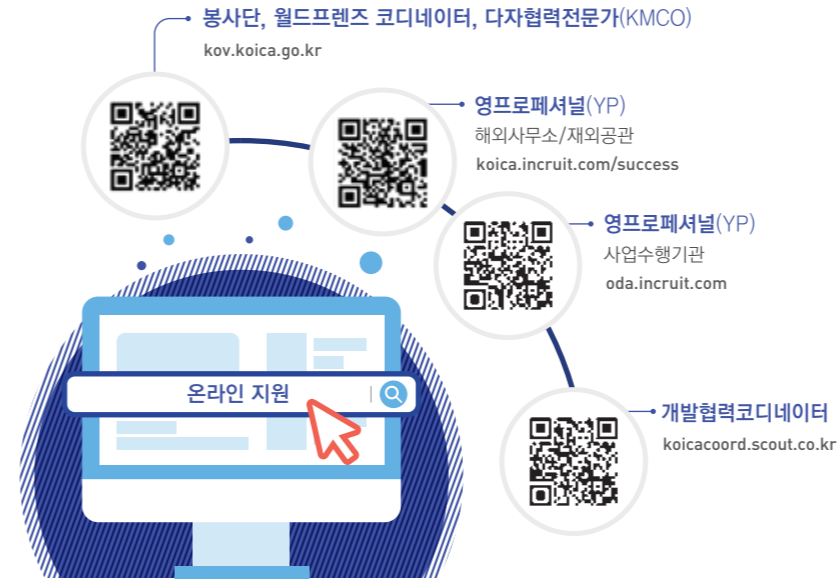 봉사단, 월드프렌즈 코디네이터, 다자협력전문가(KMCO)
kov.koica.go.kr
영프로페셔널(YP)
해외사무소/재외공관
koica.incruit.com/success
영프로페셔널(YP)
사업수행기관
oda.incruit.com
온라인 지원
개발협력코디네이터
koicacoord.scout.co.kr